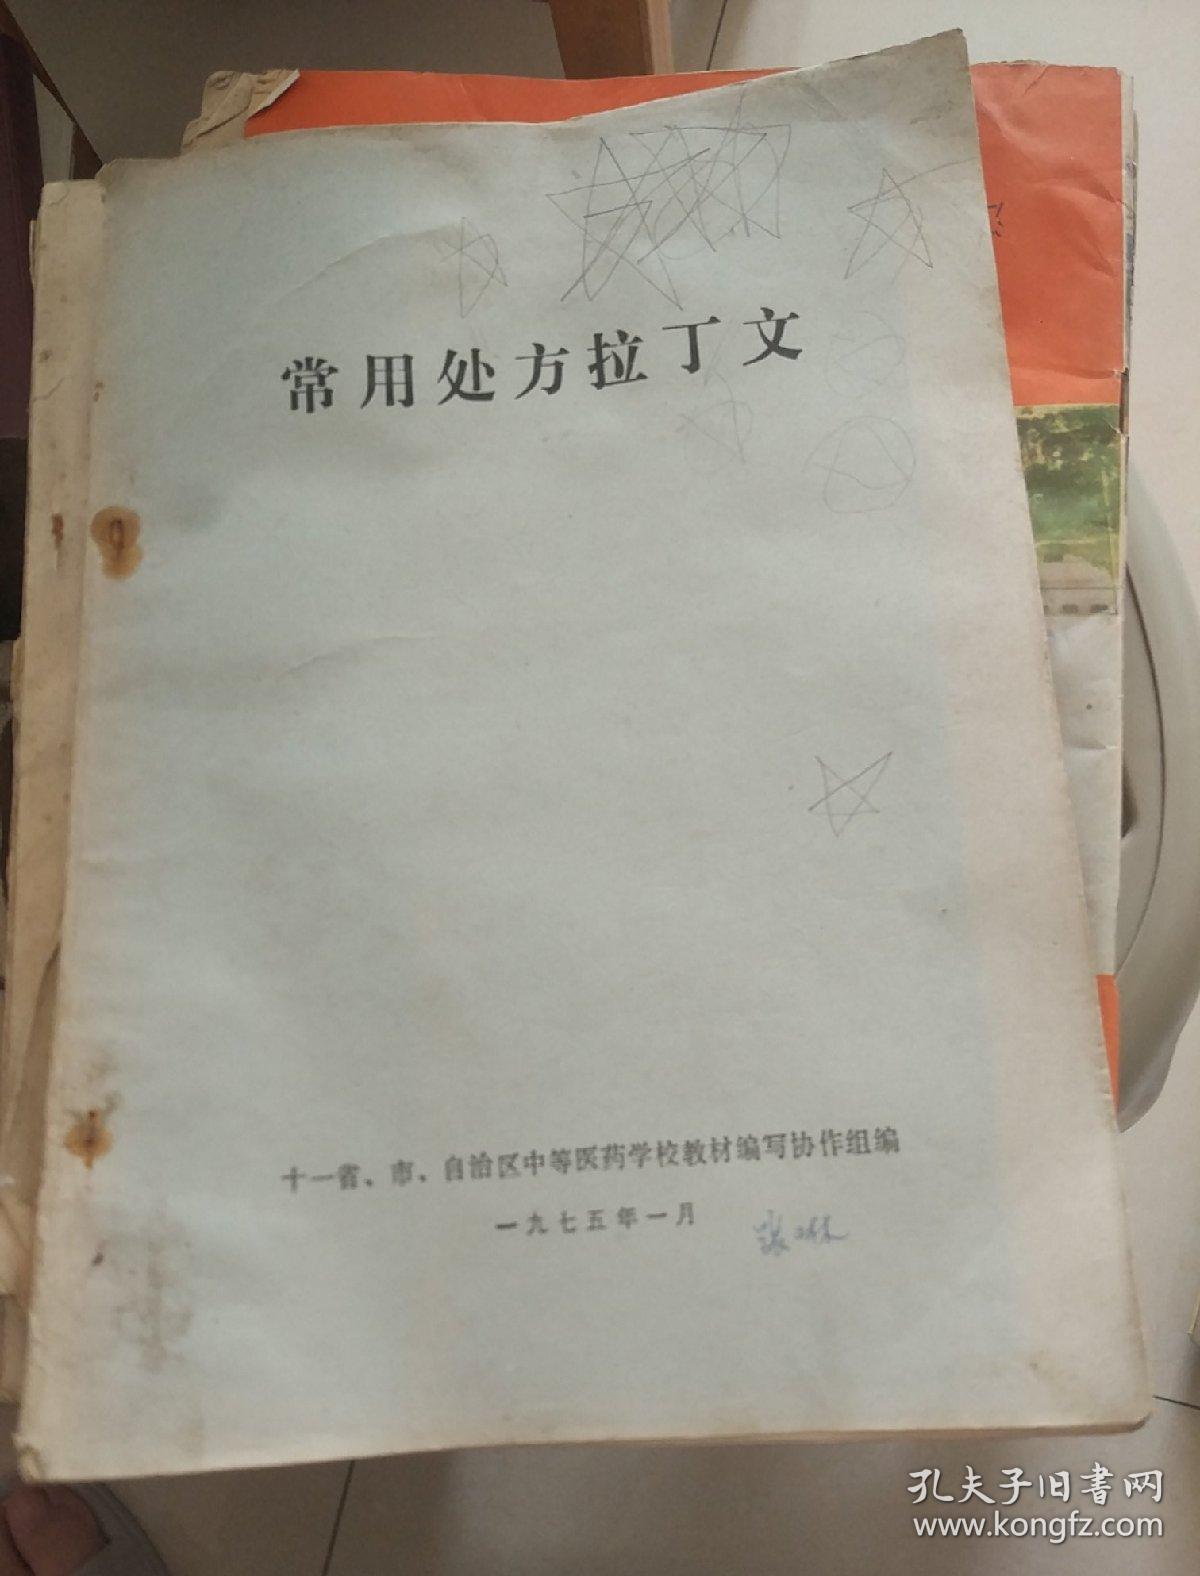 常用处方拉丁文
十一省、市、自治区中等医药学校教材编写协作组编
一九七五年一月
孔夫子旧书网
www.kongfz.com